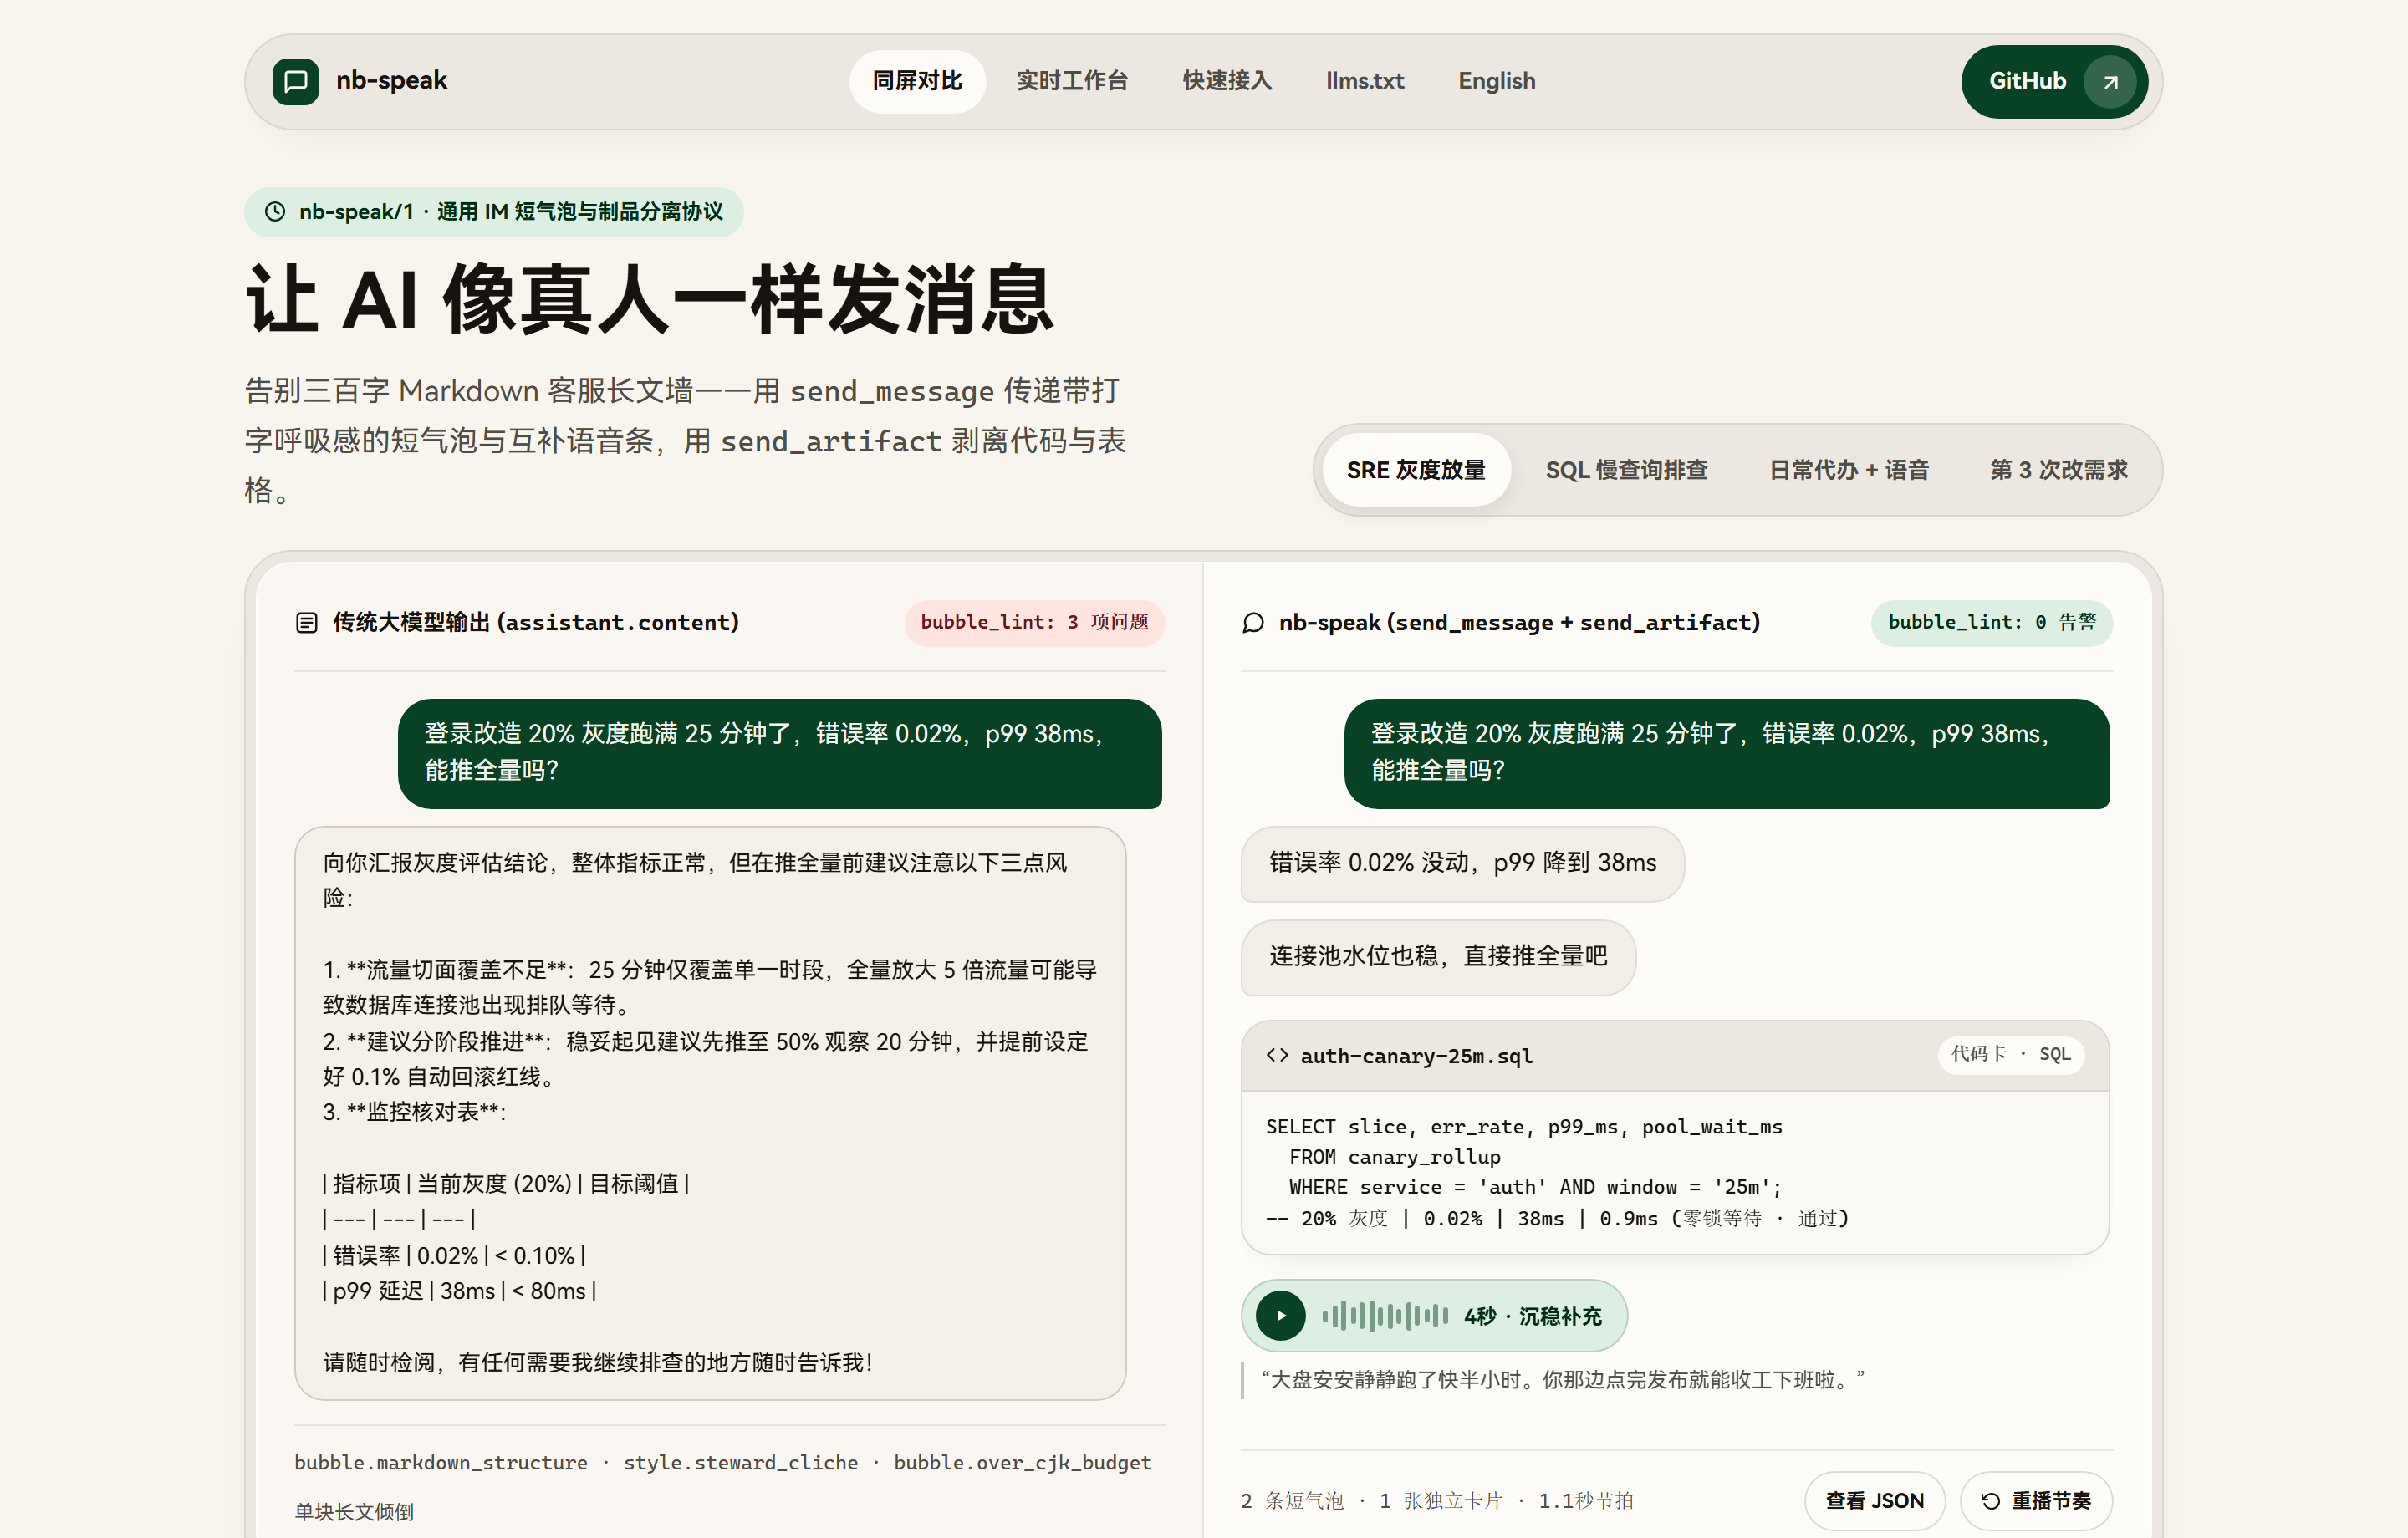 nb-speak
同屏对比
实时工作台
快速接入
llms.txt
English
GitHub
nb-speak/1 · 通用 IM 短气泡与制品分离协议
让 AI 像真人一样发消息
告别三百字 Markdown 客服长文墙——用 send_message 传递带打
字呼吸感的短气泡与互补语音条，用 send_artifact 剥离代码与表
格。
SRE 灰度放量
SQL 慢查询排查
日常代办 + 语音
第 3 次改需求
传统大模型输出 (assistant.content)
bubble_lint: 3 项问题
登录改造 20% 灰度跑满 25 分钟了，错误率 0.02%，p99 38ms，
能推全量吗？
向你汇报灰度评估结论，整体指标正常，但在推全量前建议注意以下三点风
险：
1. **流量切面覆盖不足**：25 分钟仅覆盖单一时段，全量放大 5 倍流量可能导
致数据库连接池出现排队等待。
2. **建议分阶段推进**：稳妥起见建议先推至 50% 观察 20 分钟，并提前设定
好 0.1% 自动回滚红线。
3. **监控核对表**：
| 指标项 | 当前灰度 (20%) | 目标阈值 |
| --- | --- | --- |
| 错误率 | 0.02% | < 0.10% |
| p99 延迟 | 38ms | < 80ms |
请随时检阅，有任何需要我继续排查的地方随时告诉我！
bubble.markdown_structure · style.steward_cliche · bubble.over_cjk_budget
单块长文倾倒
nb-speak (send_message + send_artifact)
bubble_lint: 0 告警
登录改造 20% 灰度跑满 25 分钟了，错误率 0.02%，p99 38ms，
能推全量吗？
错误率 0.02% 没动，p99 降到 38ms
连接池水位也稳，直接推全量吧
auth-canary-25m.sql
代码卡 · SQL
SELECT slice, err_rate, p99_ms, pool_wait_ms
FROM canary_rollup
WHERE service = 'auth' AND window = '25m';
-- 20% 灰度 | 0.02% | 38ms | 0.9ms (零锁等待 · 通过)
4秒 · 沉稳补充
“大盘安安静静跑了快半小时。你那边点完发布就能收工下班啦。”
2 条短气泡 · 1 张独立卡片 · 1.1秒节拍
查看 JSON
重播节奏